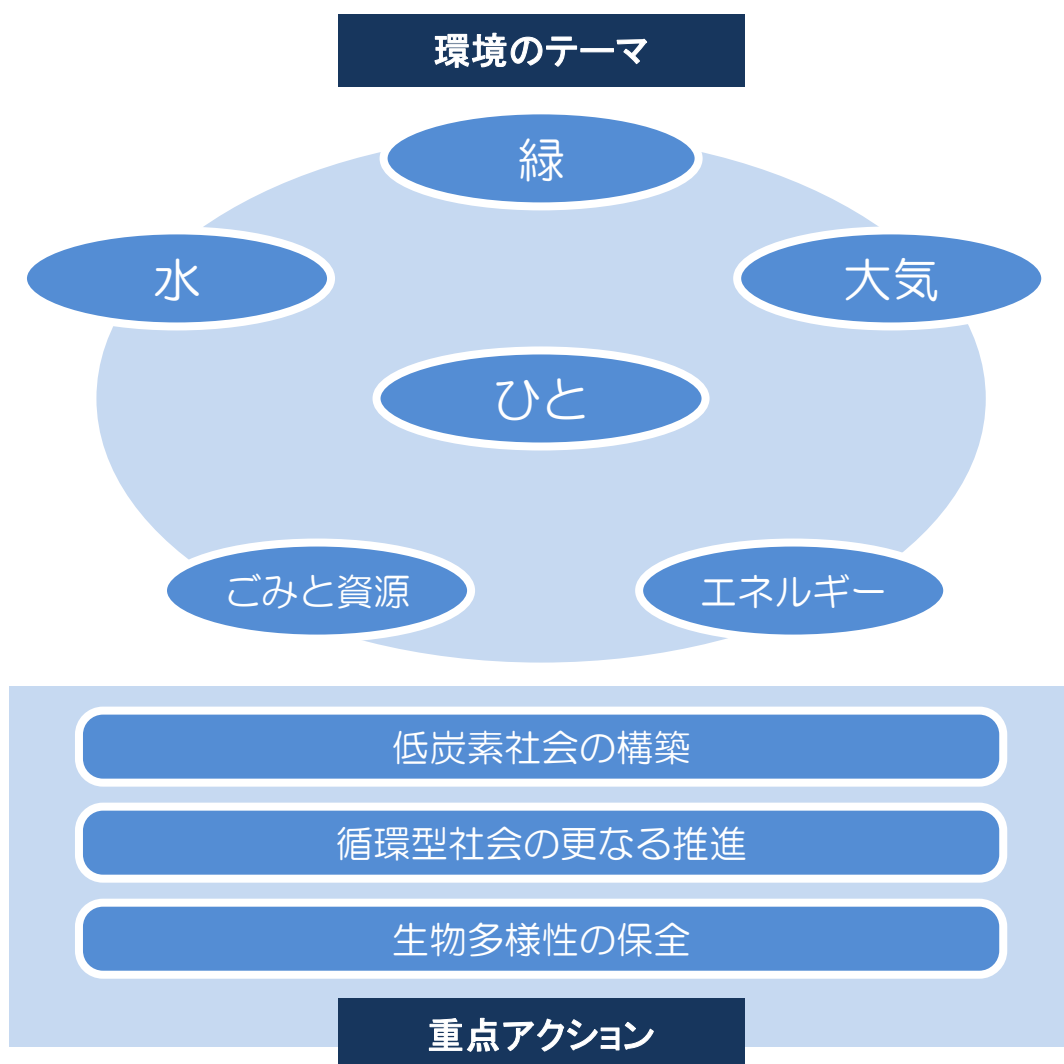 環境のテーマ
緑
水
大気
ひと
ごみと資源
エネルギー
低炭素社会の構築
循環型社会の更なる推進
生物多様性の保全
重点アクション